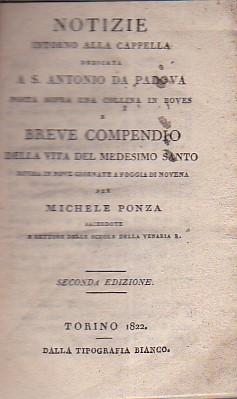 NOTIZIE
INTORNO ALLA CAPPELLA
DEDICATA
A S. ANTONIO DA PADOVA
POSTA SOPRA UNA COLLINA IN BOVES
E
BREVE COMPENDIO
DELLA VITA DEL MEDESIMO SANTO
DIVISA IN NOVE GIORNATE A FOGGIA DI NOVENA
PER
MICHELE PONZA
SACERDOTE
E RETTORE DELLE SCUOLE DELLA VENARIA R.
SECONDA EDIZIONE.
TORINO 1822.
DALLA TIPOGRAFIA BIANCO.